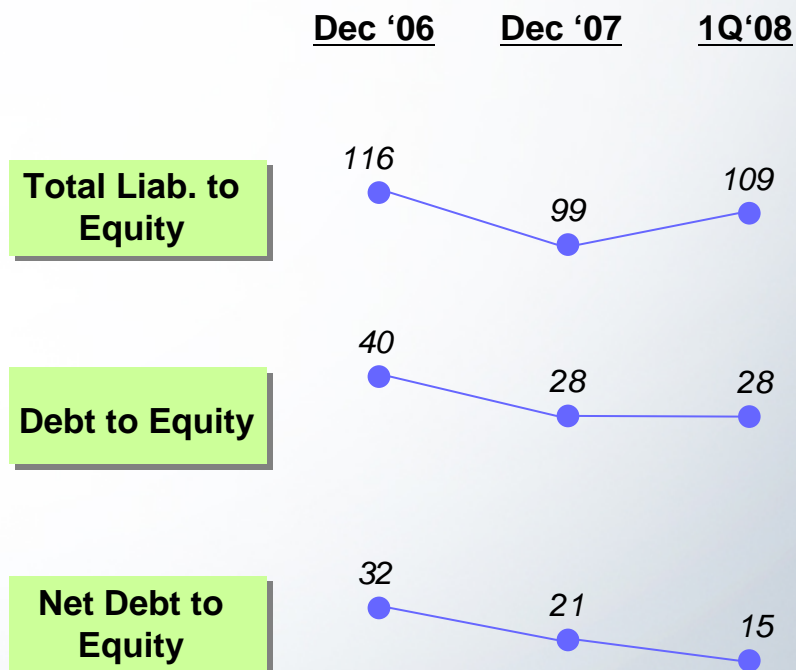 Dec ‘06 Dec ‘07 1Q‘08
Total Liab. to
Equity
116 99 109
Debt to Equity
40 28 28
Net Debt to
Equity
32 21 15